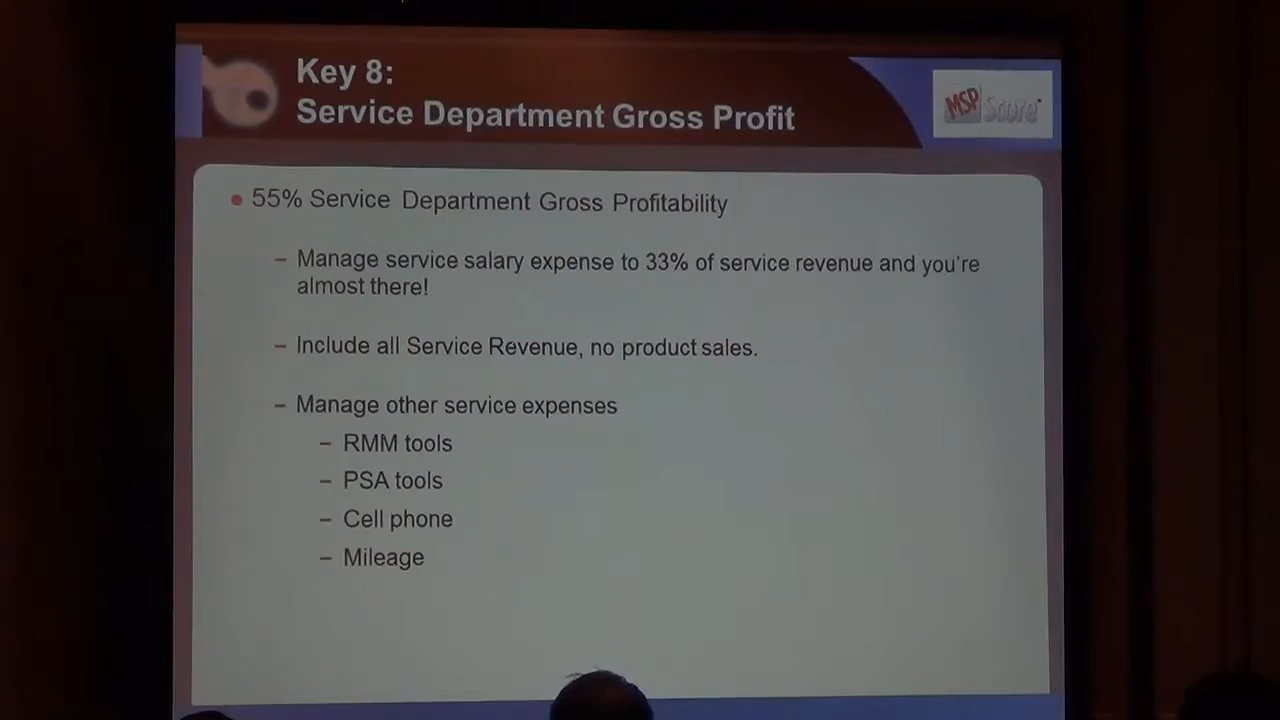 Key 8:
Service Department Gross Profit
MSP Score
• 55% Service Department Gross Profitability
– Manage service salary expense to 33% of service revenue and you're
almost there!
– Include all Service Revenue, no product sales.
– Manage other service expenses
– RMM tools
– PSA tools
– Cell phone
– Mileage